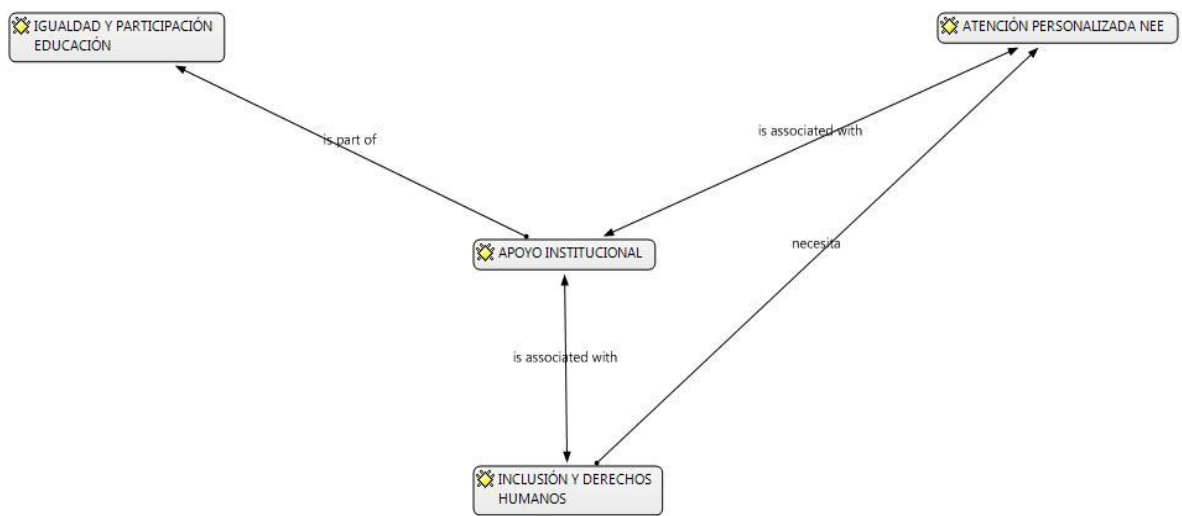 IGUALDAD Y PARTICIPACIÓN
EDUCACIÓN
ATENCIÓN PERSONALIZADA NEE
is part of
is associated with
necesita
APOYO INSTITUCIONAL
is associated with
INCLUSIÓN Y DERECHOS
HUMANOS